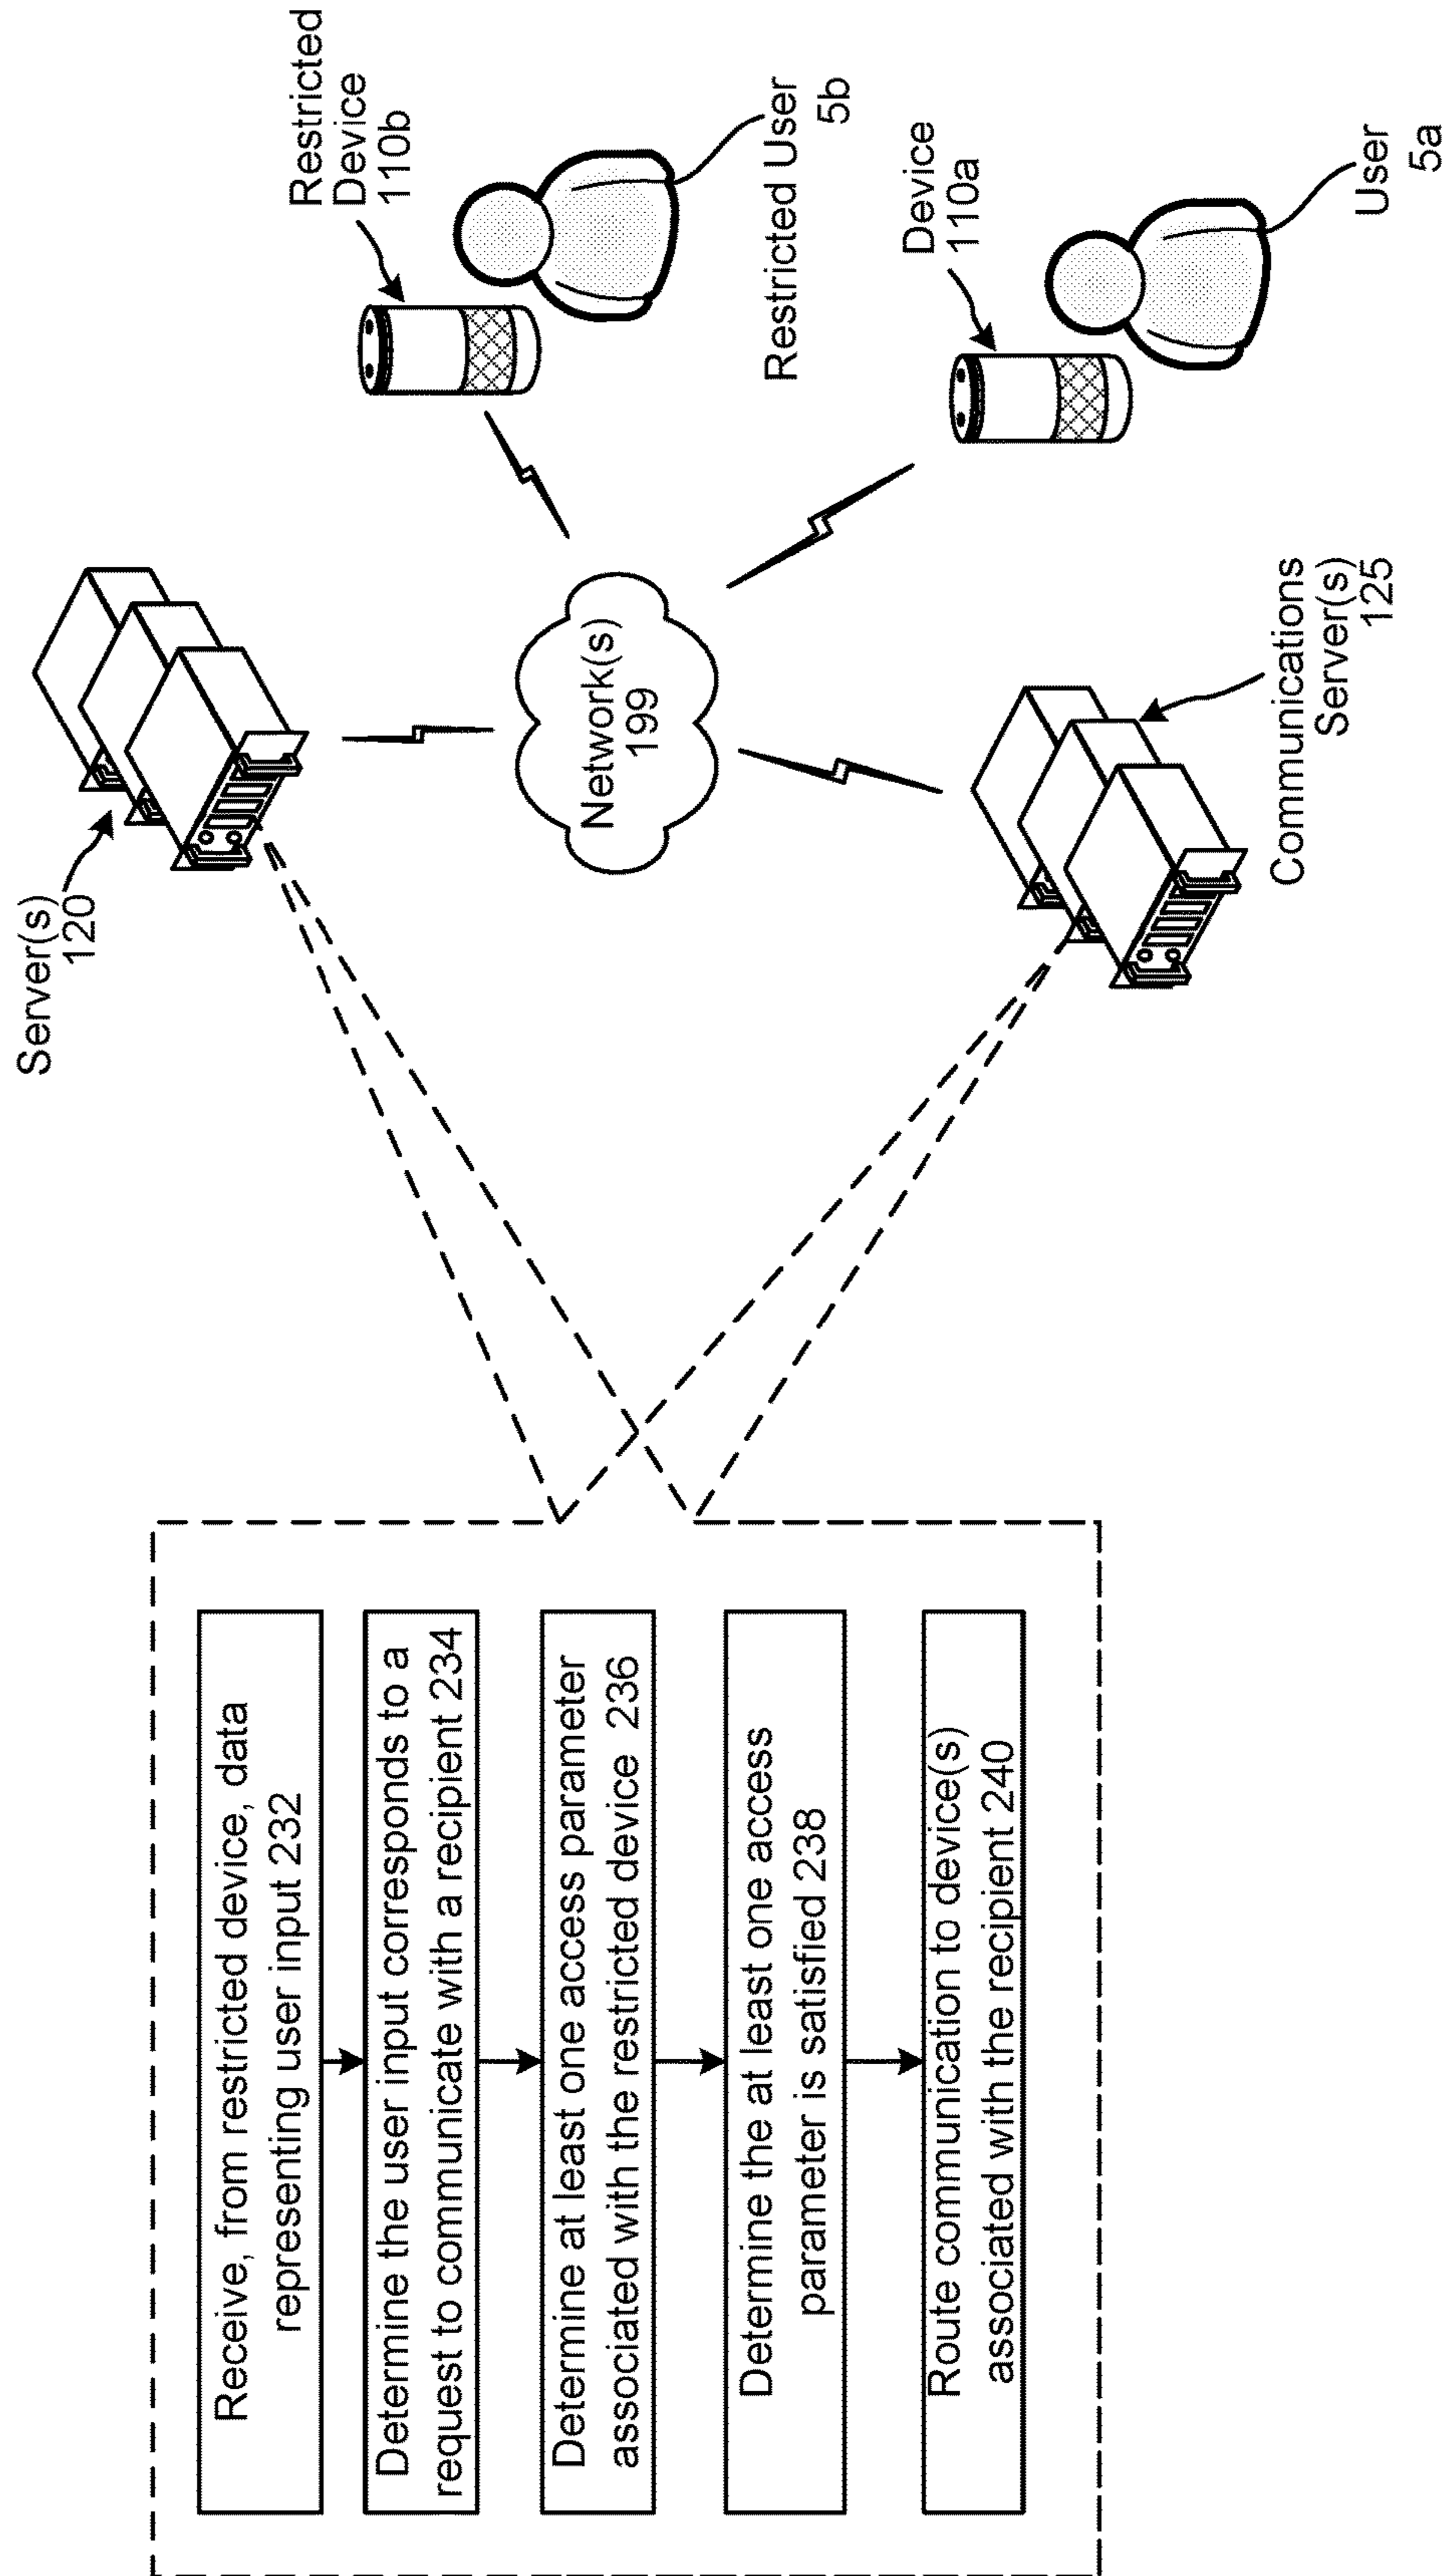 Receive, from restricted device, data
representing user input 232
Determine the user input corresponds to a
request to communicate with a recipient 234
Determine at least one access parameter
associated with the restricted device 236
Determine the at least one access
parameter is satisfied 238
Route communication to device(s)
associated with the recipient 240
Server(s)
120
Network(s)
199
Communications
Server(s)
125
Restricted
Device
110b
Restricted User
5b
Device
110a
User
5a